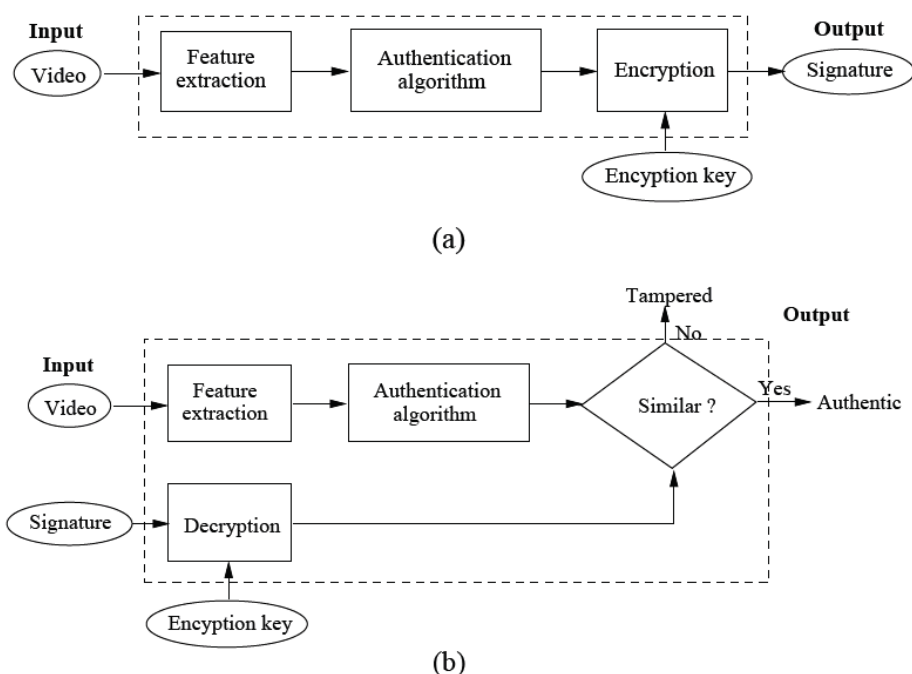 Input
Output
Video
Feature
extraction
Authentication
algorithm
Encryption
Signature
Encyption key
(a)
Tampered
No
Output
Input
Video
Feature
extraction
Authentication
algorithm
Similar ?
Yes
Authentic
Signature
Decryption
Encyption key
(b)